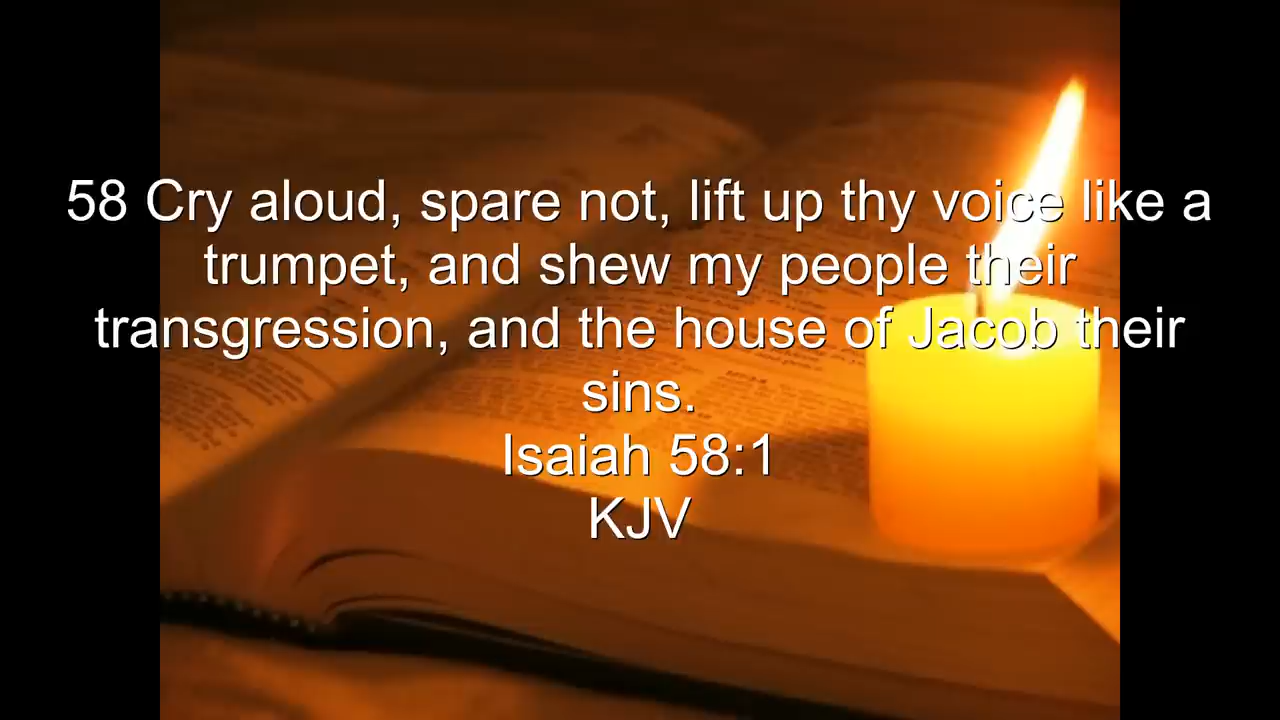 58 Cry aloud, spare not, lift up thy voice like a
trumpet, and shew my people their
transgression, and the house of Jacob their
sins.
Isaiah 58:1
KJV